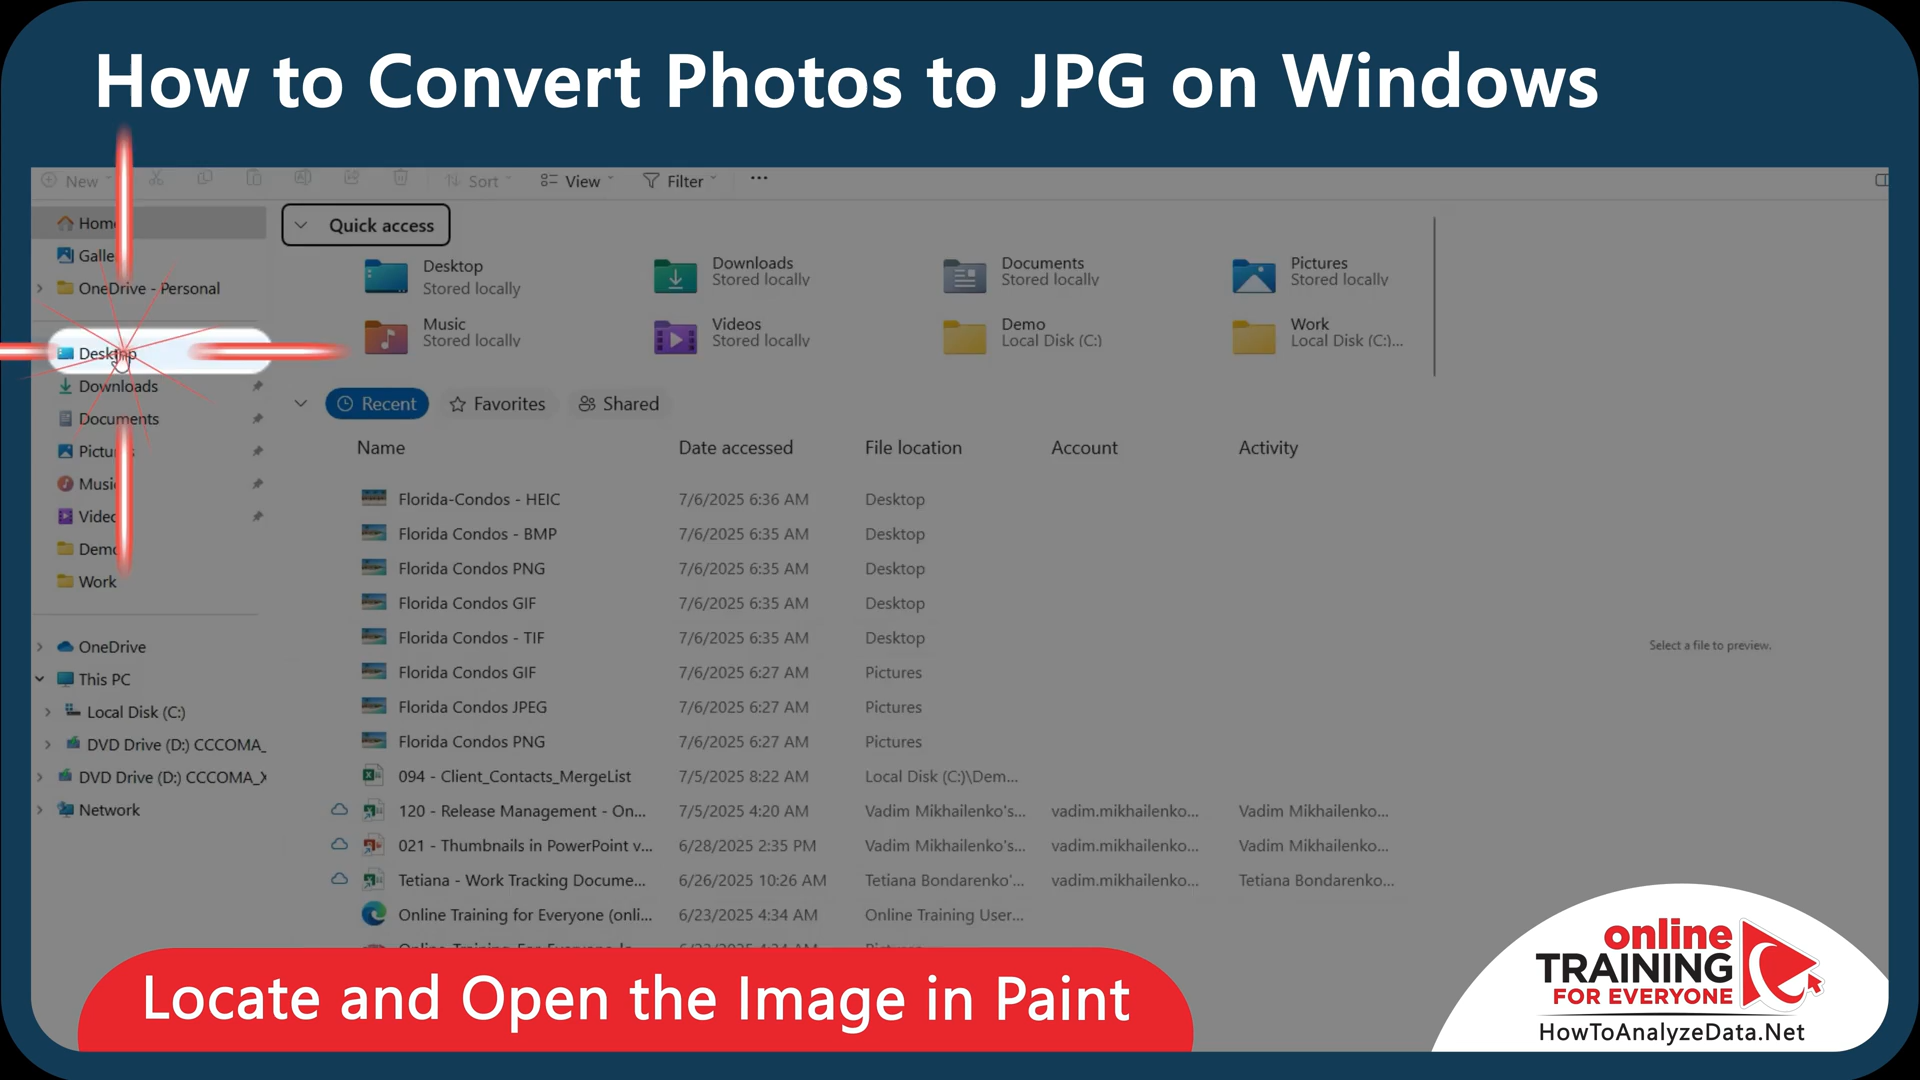 How to Convert Photos to JPG on Windows
New
Sort
View
Filter
...
Home
Quick access
Galle
OneDrive - Personal
Desktop
Downloads
Documents
Pictures
Music
Video
Demo
Work
OneDrive
This PC
Local Disk (C:)
DVD Drive (D:) CCCOMA_
DVD Drive (D:) CCCOMA_X
Network
Desktop
Stored locally
Downloads
Stored locally
Documents
Stored locally
Pictures
Stored locally
Music
Stored locally
Videos
Stored locally
Demo
Local Disk (C:)
Work
Local Disk (C:)...
Recent Favorites Shared
Name Date accessed File location Account Activity
Florida-Condos - HEIC 7/6/2025 6:36 AM Desktop
Florida Condos - BMP 7/6/2025 6:35 AM Desktop
Florida Condos PNG 7/6/2025 6:35 AM Desktop
Florida Condos GIF 7/6/2025 6:35 AM Desktop
Florida Condos - TIF 7/6/2025 6:35 AM Desktop
Florida Condos GIF 7/6/2025 6:27 AM Pictures
Florida Condos JPEG 7/6/2025 6:27 AM Pictures
Florida Condos PNG 7/6/2025 6:27 AM Pictures
094 - Client_Contacts_MergeList 7/5/2025 8:22 AM Local Disk (C:)\Dem...
120 - Release Management - On... 7/5/2025 4:20 AM Vadim Mikhailenko's... vadim.mikhailenko... Vadim Mikhailenko...
021 - Thumbnails in PowerPoint v... 6/28/2025 2:35 PM Vadim Mikhailenko's... vadim.mikhailenko... Vadim Mikhailenko...
Tetiana - Work Tracking Docume... 6/26/2025 10:26 AM Tetiana Bondarenko'... vadim.mikhailenko... Tetiana Bondarenko...
Online Training for Everyone (onli... 6/23/2025 4:34 AM Online Training User...
Select a file to preview.
Locate and Open the Image in Paint
online
TRAINING
FOR EVERYONE
HowToAnalyzeData.Net